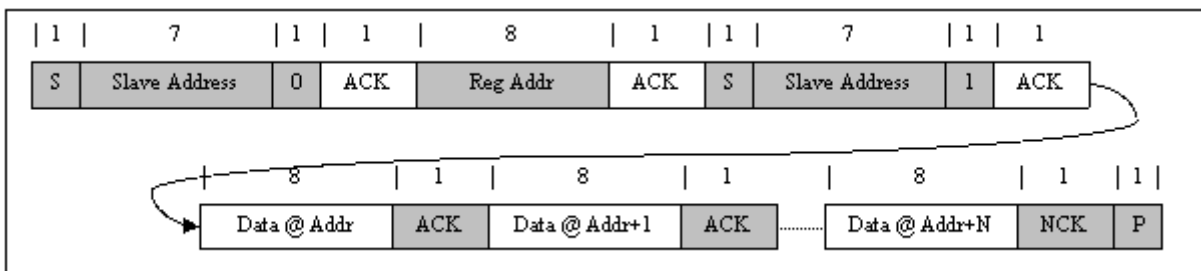 | 1 | 7 | 1 | 1 | 8 | 1 | 1 | 7 | 1 | 1
S Slave Address 0 ACK Reg Addr ACK S Slave Address 1 ACK
| 8 | 1 | 8 | 1 | 8 | 1 | 1 |
Data @ Addr ACK Data @ Addr+1 ACK ........... Data @ Addr+N NCK P